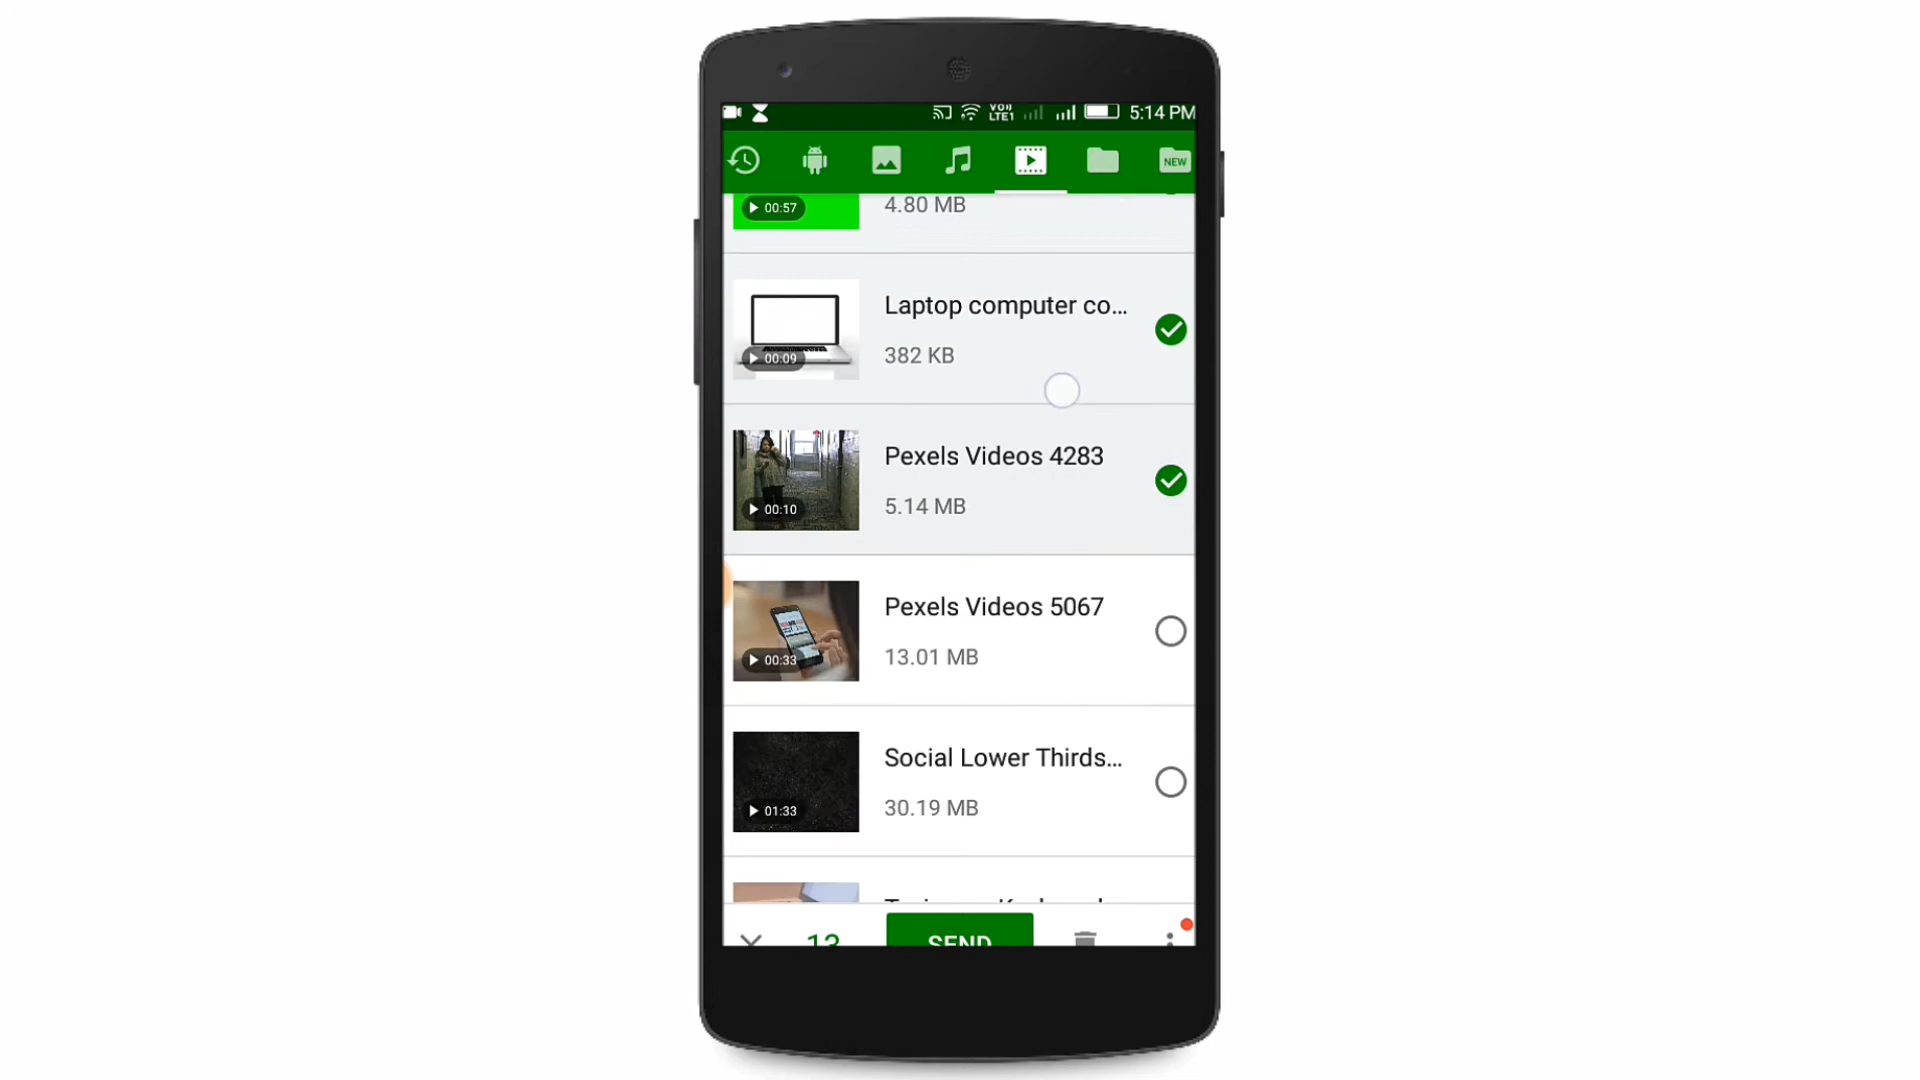 VoLTE1 5:14 PM
NEW
00:57
4.80 MB
Laptop computer co...
00:09
382 KB
Pexels Videos 4283
00:10
5.14 MB
Pexels Videos 5067
00:33
13.01 MB
Social Lower Thirds...
01:33
30.19 MB
SEND